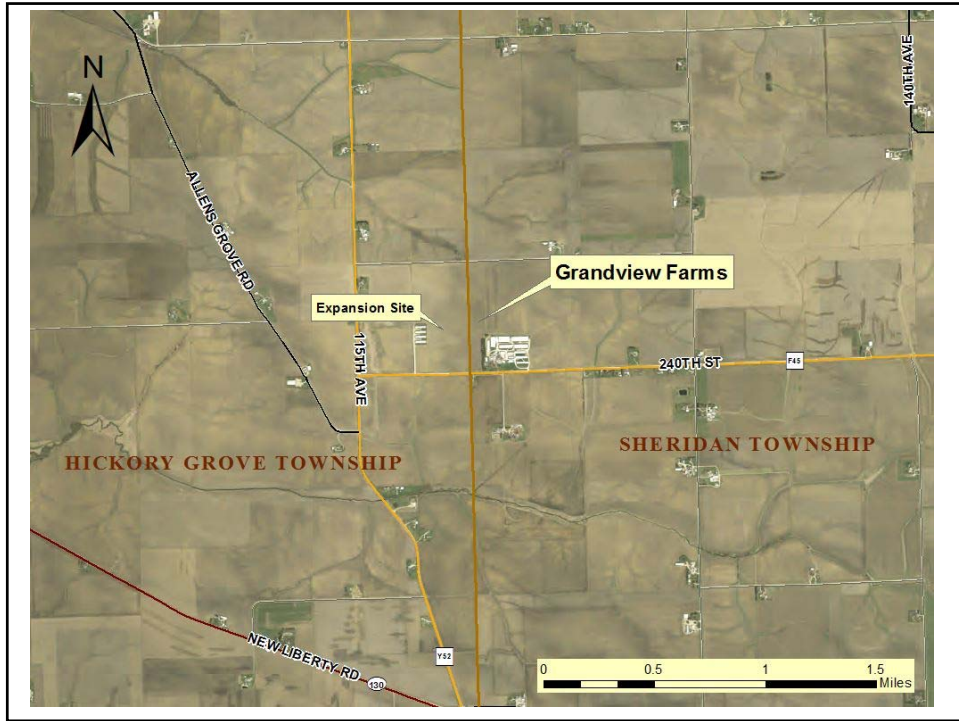 140TH AVE
N
ALLENS GROVE RD
Grandview Farms
Expansion Site
115TH AVE
240TH ST
F45
HICKORY GROVE TOWNSHIP
SHERIDAN TOWNSHIP
NEW LIBERTY RD
130
Y52
0 0.5 1 1.5
Miles